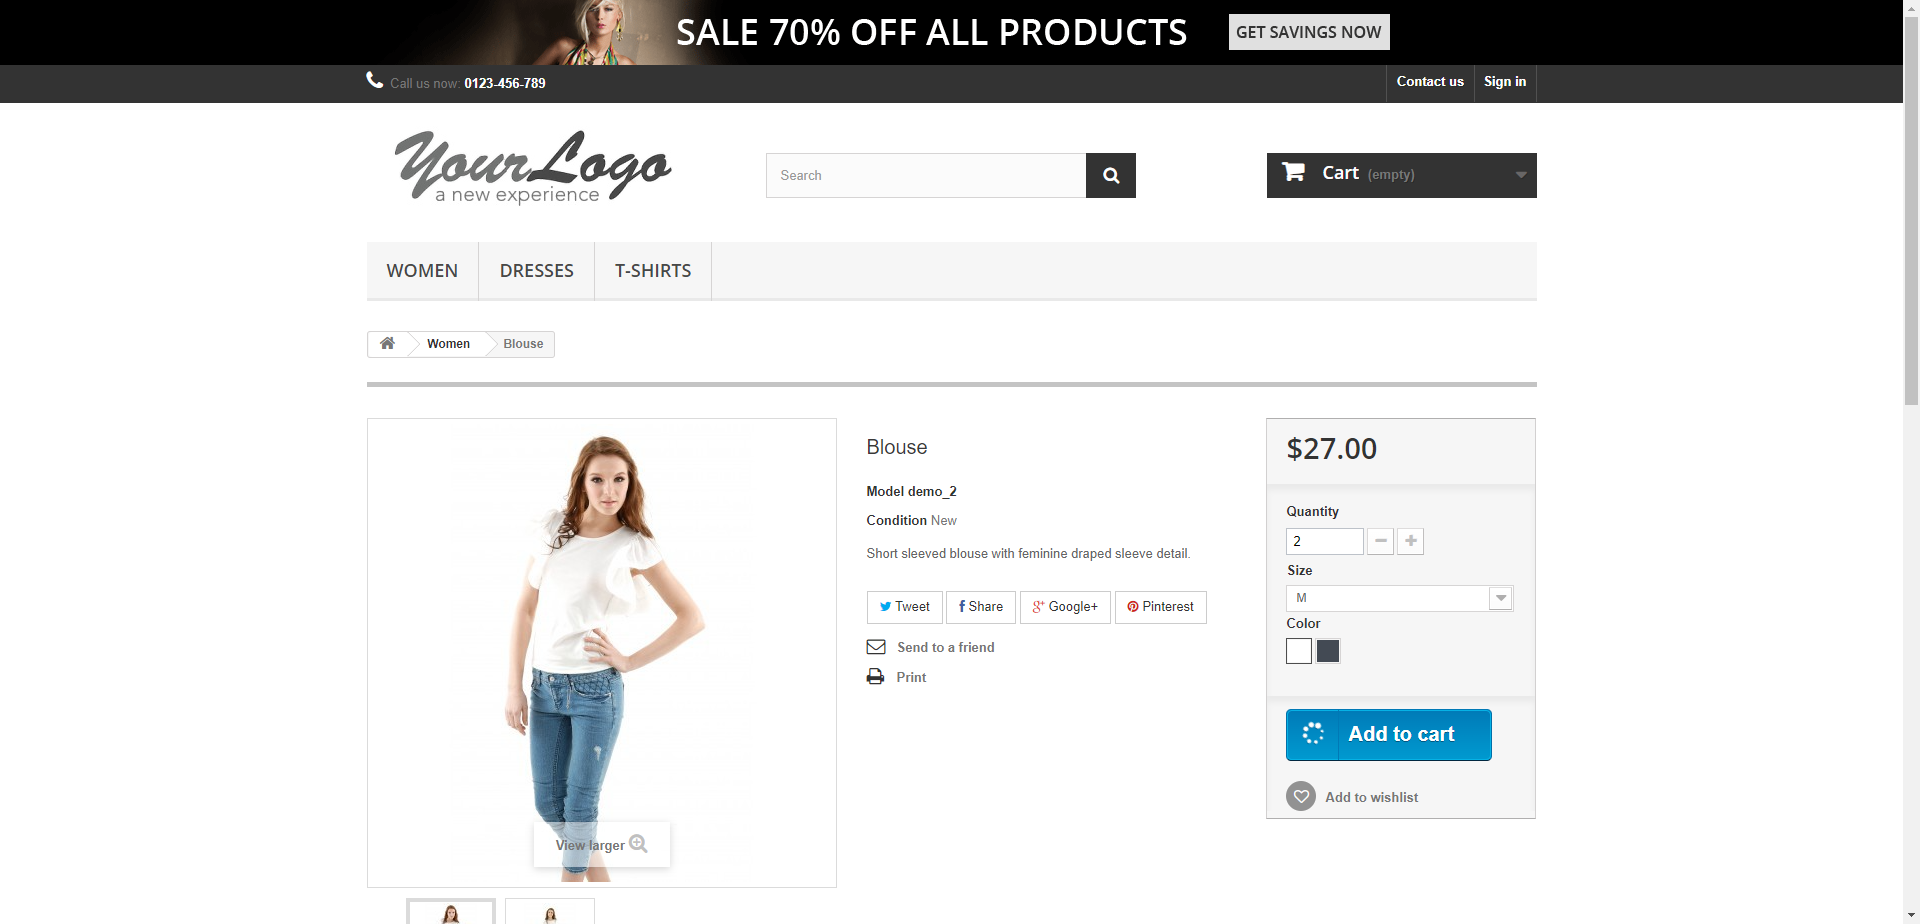 SALE 70% OFF ALL PRODUCTS
GET SAVINGS NOW
Call us now: 0123-456-789
Contact us
Sign in
YourLogo
a new experience
Search
Cart (empty)
WOMEN
DRESSES
T-SHIRTS
Women
Blouse
Blouse
Model demo_2
Condition New
Short sleeved blouse with feminine draped sleeve detail.
Tweet
Share
Google+
Pinterest
Send to a friend
Print
View larger
$27.00
Quantity
2
Size
M
Color
Add to cart
Add to wishlist